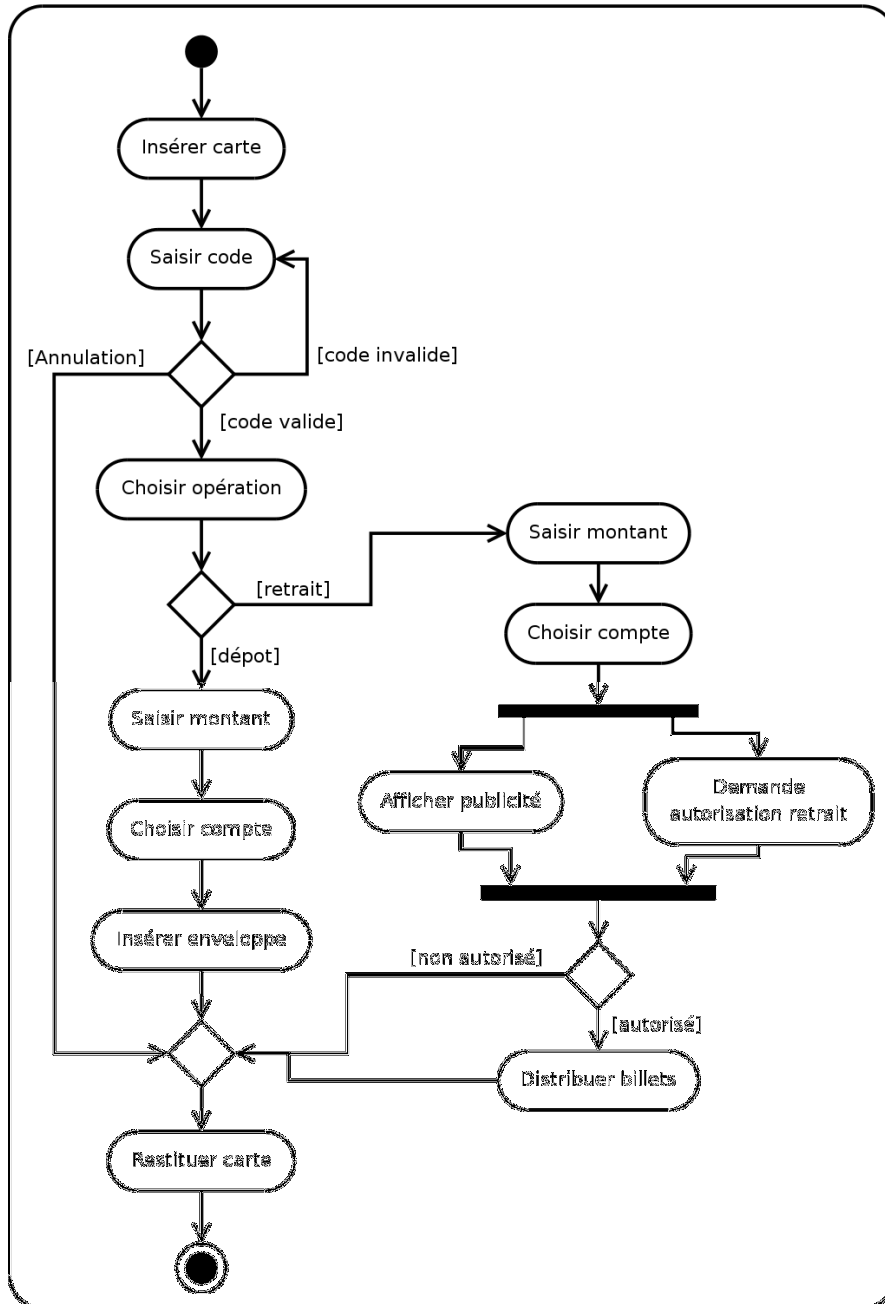 Insérer carte
Saisir code
[Annulation]
[code invalide]
[code valide]
Choisir opération
[retrait]
Saisir montant
Choisir compte
[dépot]
Saisir montant
Choisir compte
Insérer enveloppe
Afficher publicité
Demande
autorisation retrait
[non autorisé]
[autorisé]
Distribuer billets
Restituer carte